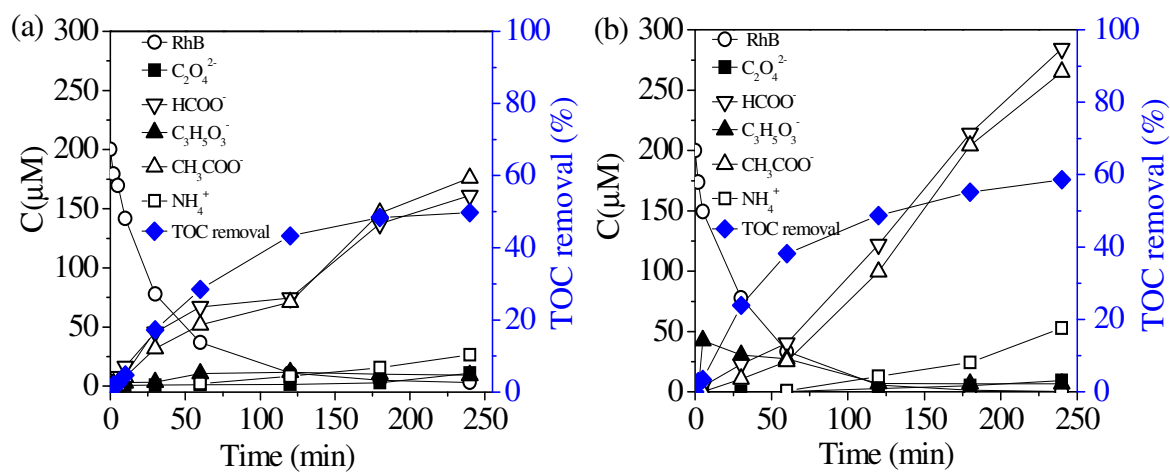 (a)
300
250
200
150
100
50
0
C(μM)
RhB
C₂O₄²⁻
HCOO⁻
C₃H₅O₃⁻
CH₃COO⁻
NH₄⁺
TOC removal
100
80
60
40
20
0
TOC removal (%)
0 50 100 150 200 250
Time (min)
(b)
300
250
200
150
100
50
0
C(μM)
RhB
C₂O₄²⁻
HCOO⁻
C₃H₅O₃⁻
CH₃COO⁻
NH₄⁺
TOC removal
100
80
60
40
20
0
TOC removal (%)
0 50 100 150 200 250
Time (min)